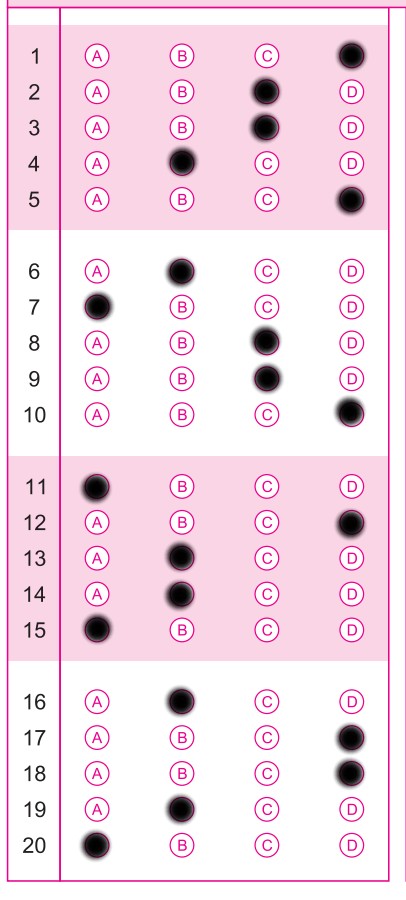 1 A B C
2 A B D
3 A B D
4 A C D
5 A B C
6 A C D
7 B C D
8 A B D
9 A B D
10 A B C
11 B C D
12 A B C
13 A C D
14 A C D
15 B C D
16 A C D
17 A B C
18 A B C
19 A C D
20 B C D